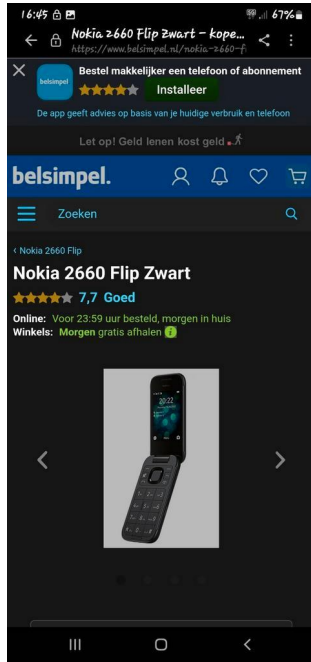 16:45
67%
Nokia 2660 Flip Zwart – kope...
https://www.belsimpel.nl/nokia-2660-f
Bestel makkelijker een telefoon of abonnement
belsimpel
Installeer
De app geeft advies op basis van je huidige verbruik en telefoon
Let op! Geld lenen kost geld
belsimpel.
Zoeken
‹ Nokia 2660 Flip
Nokia 2660 Flip Zwart
7,7 Goed
Online: Voor 23:59 uur besteld, morgen in huis
Winkels: Morgen gratis afhalen i
20:22